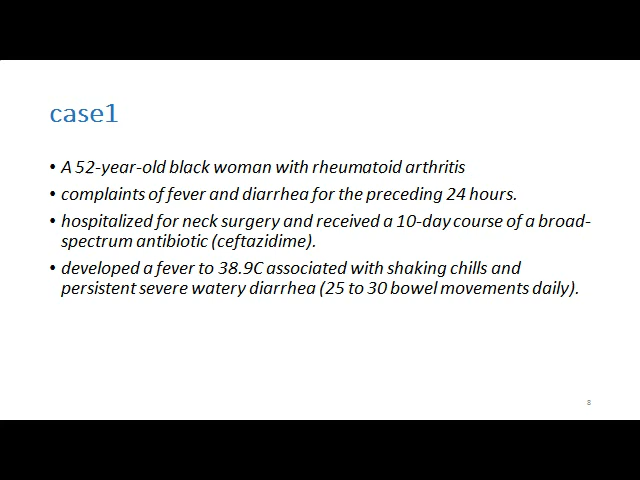 case1
• A 52-year-old black woman with rheumatoid arthritis
• complaints of fever and diarrhea for the preceding 24 hours.
• hospitalized for neck surgery and received a 10-day course of a broad-
spectrum antibiotic (ceftazidime).
• developed a fever to 38.9C associated with shaking chills and
persistent severe watery diarrhea (25 to 30 bowel movements daily).
8